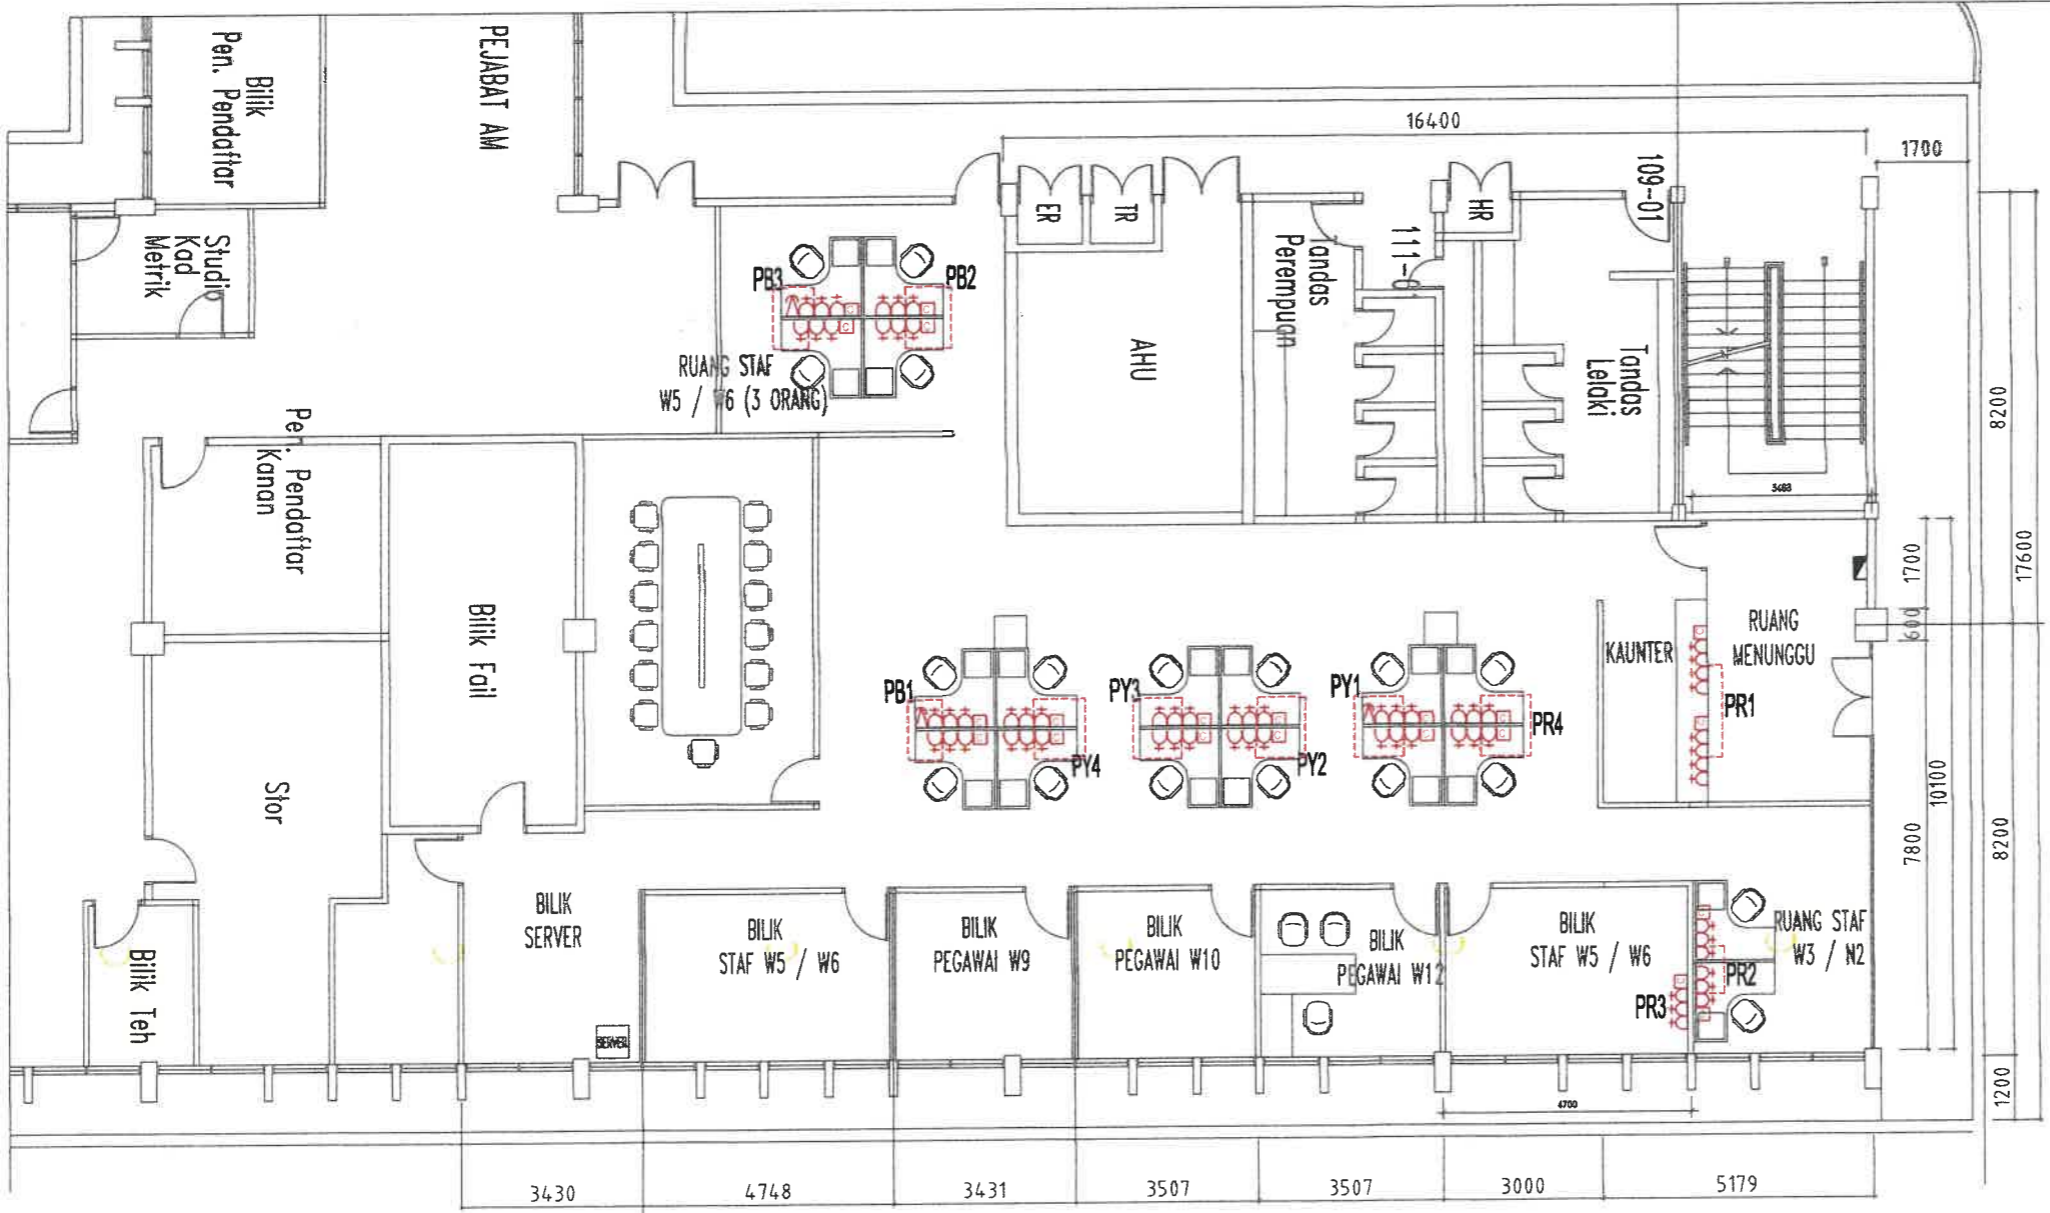 Bilik
Pen. Pendaftar
PEJABAT AM
16400
1700
ER
TR
HR
109-01
111-
Studi
Kad
Metrik
PB3
PB2
RUANG STAF
W5 / W6 (3 ORANG)
AHU
Tandas
Perempuan
Tandas
Lelaki
8200
3488
17600
Pendaftar
Kanan
Bilik Fail
Stor
PB1
PY4
PY3
PY2
PY1
PR4
KAUNTER
RUANG
MENUNGGU
PR1
1700
600
10100
7800
8200
BILIK
SERVER
SERVER
BILIK
STAF W5 / W6
BILIK
PEGAWAI W9
BILIK
PEGAWAI W10
BILIK
PEGAWAI W12
BILIK
STAF W5 / W6
RUANG STAF
W3 / N2
PR2
PR3
Bilik Teh
4700
1200
3430
4748
3431
3507
3507
3000
5179